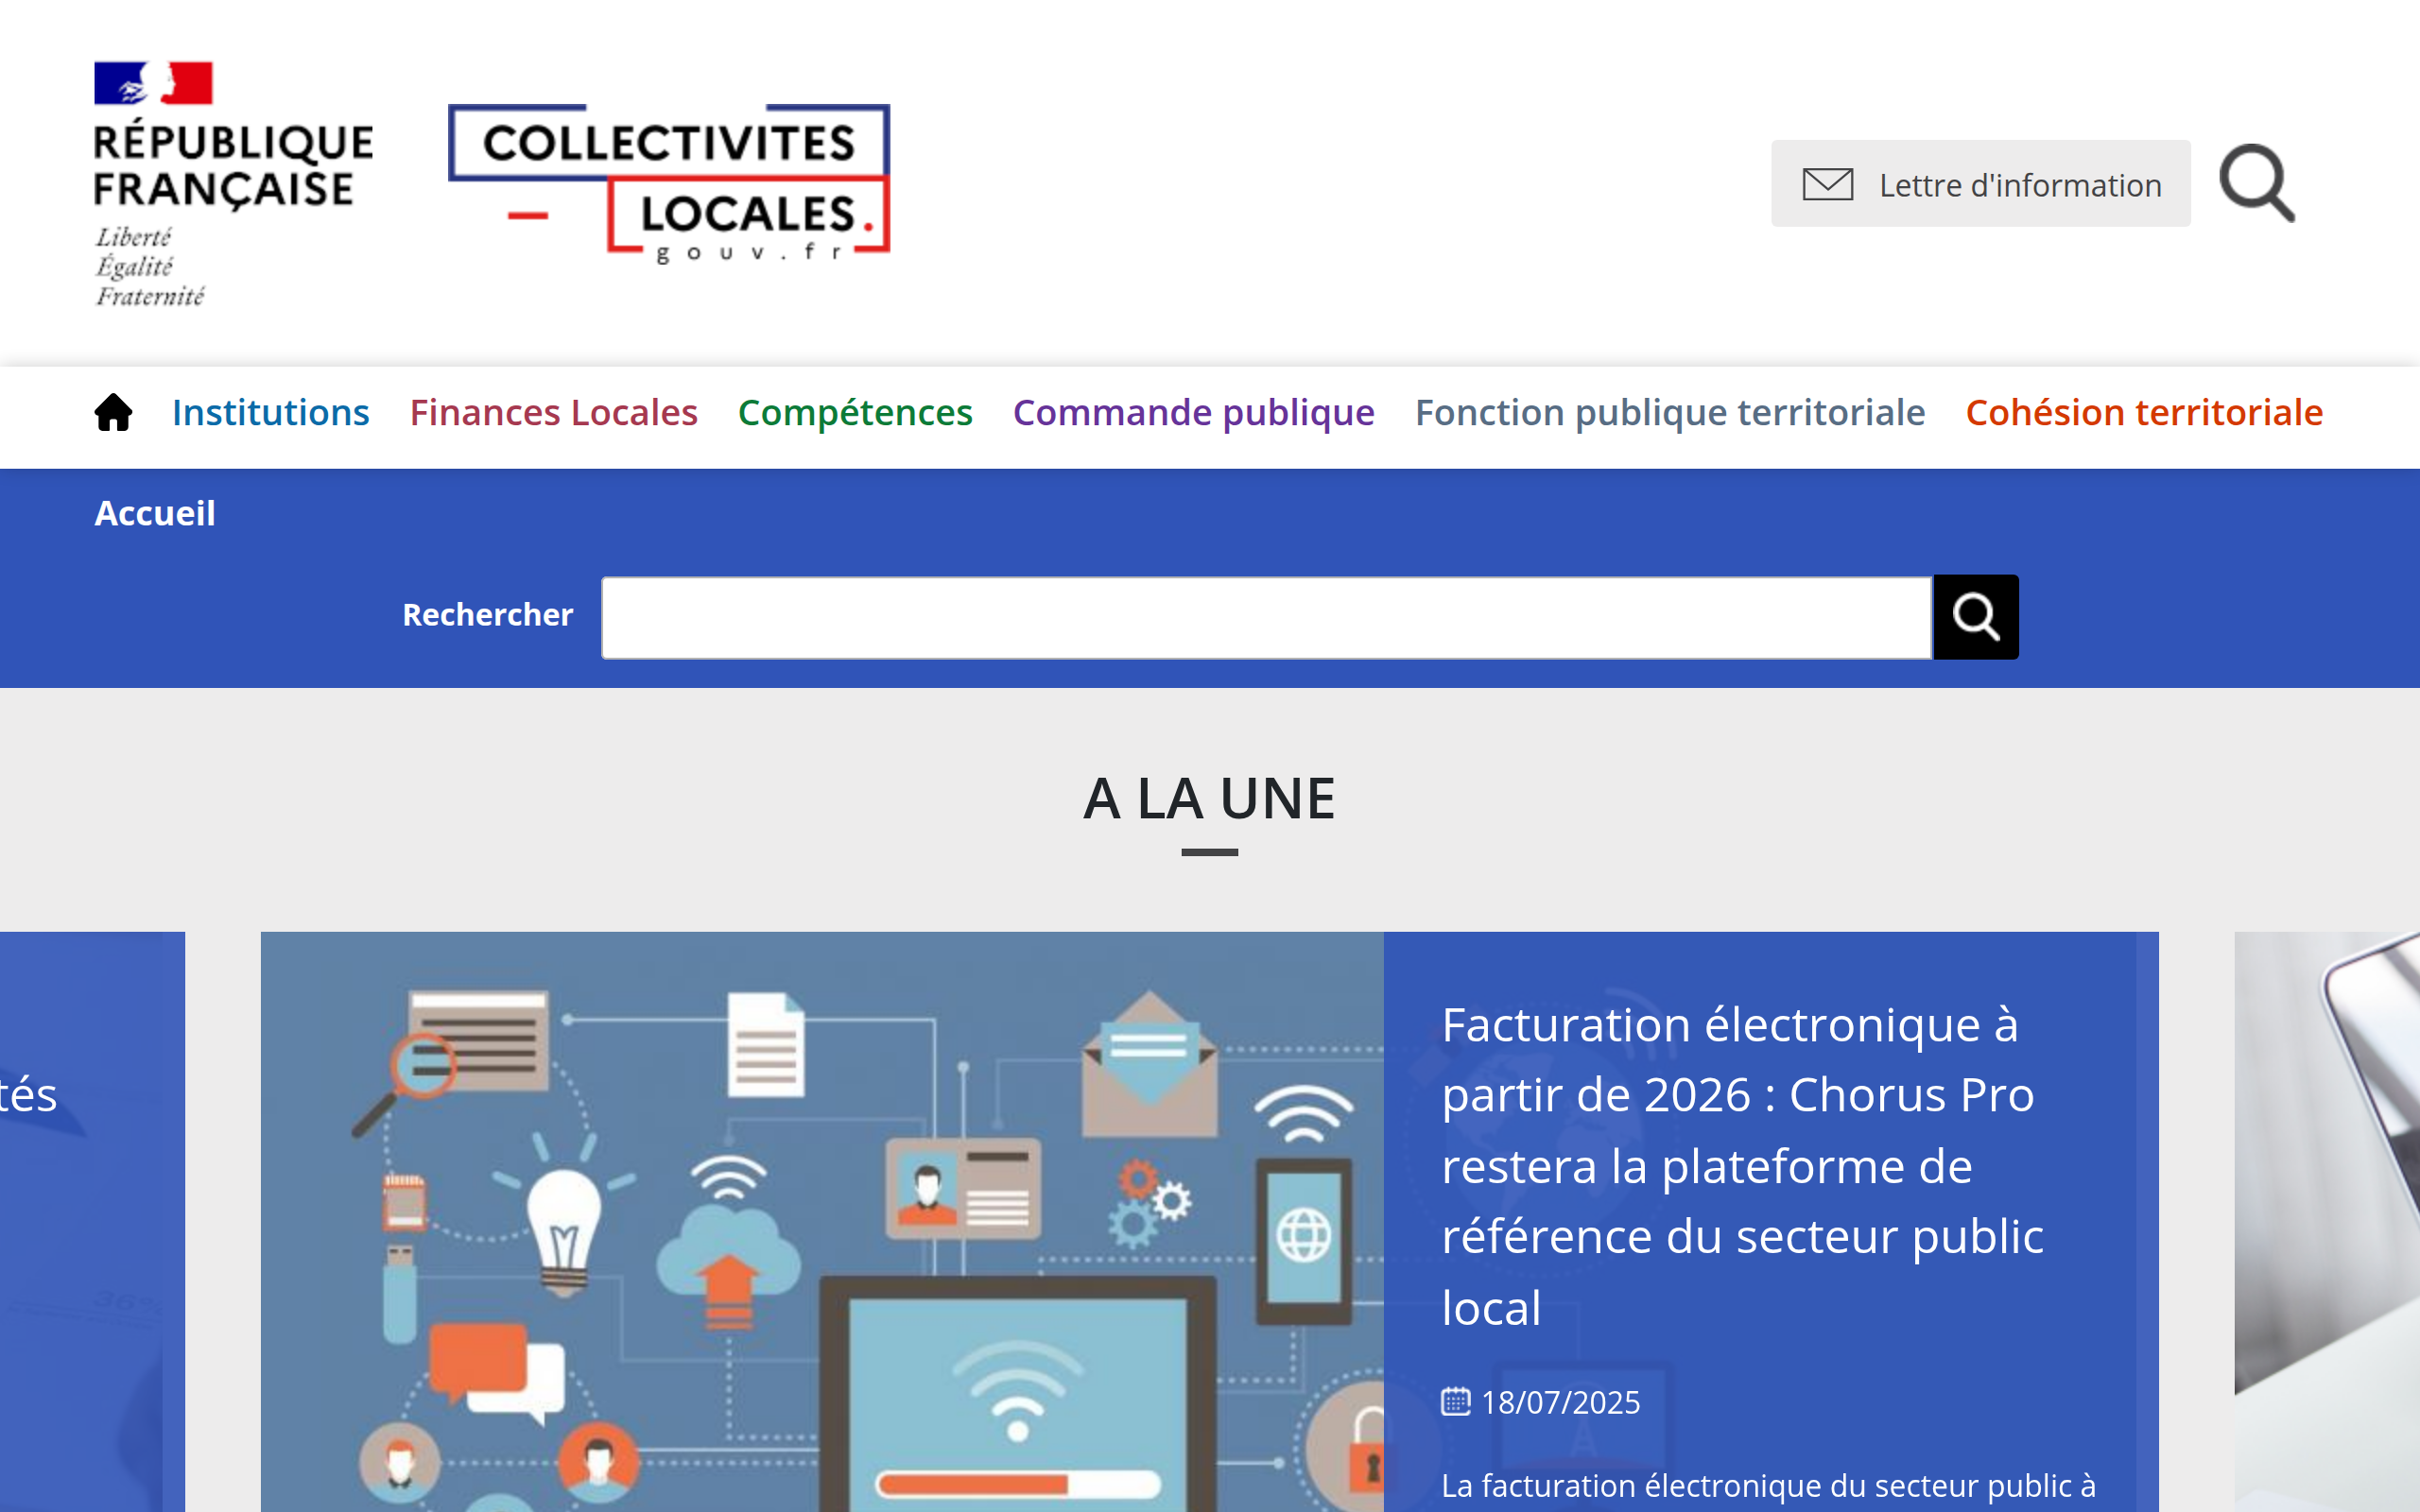 RÉPUBLIQUE
FRANÇAISE
Liberté
Égalité
Fraternité
COLLECTIVITES
LOCALES.
gouv.fr
Lettre d'information
Institutions Finances Locales Compétences Commande publique Fonction publique territoriale Cohésion territoriale
Accueil
Rechercher
A LA UNE
tés
Facturation électronique à
partir de 2026 : Chorus Pro
restera la plateforme de
référence du secteur public
local
18/07/2025
La facturation électronique du secteur public à